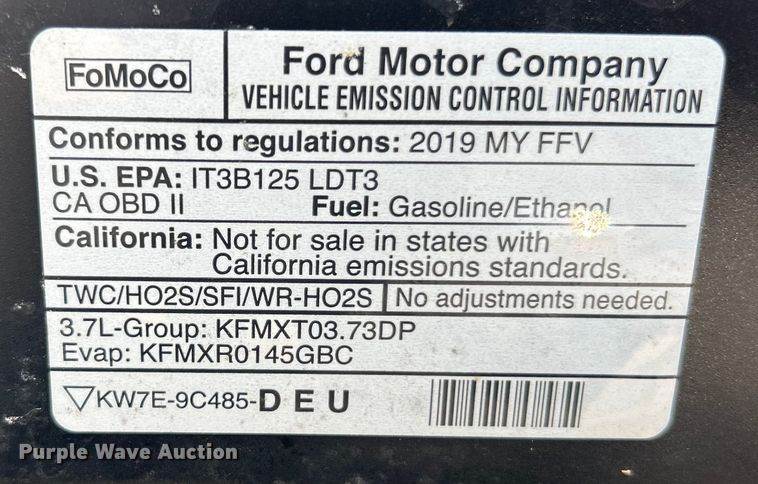 FoMoCo
Ford Motor Company
VEHICLE EMISSION CONTROL INFORMATION
Conforms to regulations: 2019 MY FFV
U.S. EPA: IT3B125 LDT3
CA OBD II Fuel: Gasoline/Ethanol
California: Not for sale in states with
California emissions standards.
TWC/HO2S/SFI/WR-HO2S No adjustments needed.
3.7L-Group: KFMXT03.73DP
Evap: KFMXR0145GBC
KW7E-9C485-D E U
Purple Wave Auction